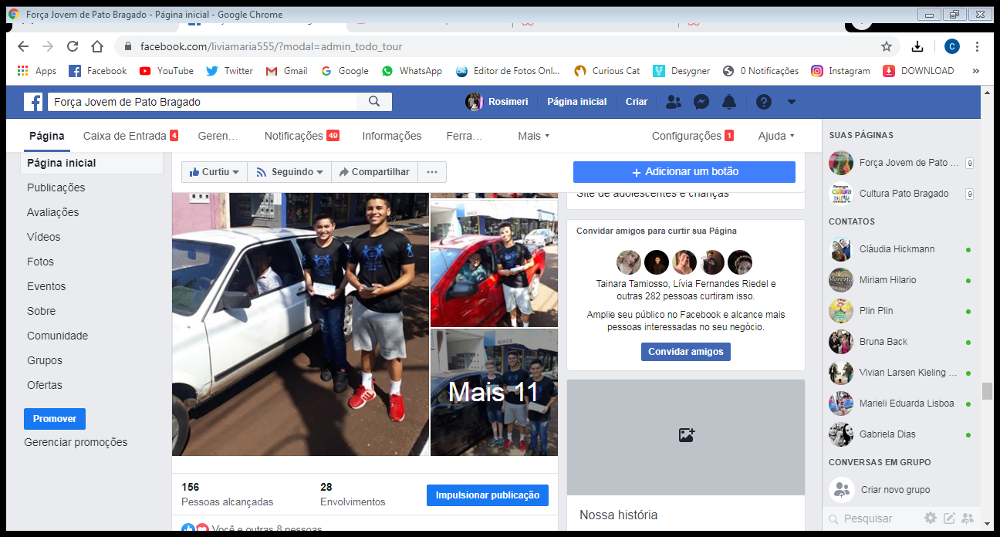 Força Jovem de Pato Bragado - Página inicial - Google Chrome
facebook.com/liviamaria555/?modal=admin_todo_tour
C
Apps Facebook YouTube Twitter Gmail Google WhatsApp Editor de Fotos Onl... Curious Cat Desygner 0 Notificações Instagram DOWNLOAD »
Força Jovem de Pato Bragado
Rosimeri Página inicial Criar
Página Caixa de Entrada 4 Geren... Notificações 49 Informações Ferra... Mais Configurações 1 Ajuda
Página inicial
Publicações
Avaliações
Vídeos
Fotos
Eventos
Sobre
Comunidade
Grupos
Ofertas
Promover
Gerenciar promoções
Curtiu Seguindo Compartilhar ...
+ Adicionar um botão
Mais 11
156
Pessoas alcançadas
28
Envolvimentos
Impulsionar publicação
Você e outras 8 pessoas
Site de adolescentes e crianças
Convidar amigos para curtir sua Página
Tainara Tamiosso, Lívia Fernandes Riedel e
outras 282 pessoas curtiram isso.
Amplie seu público no Facebook e alcance mais
pessoas interessadas no seu negócio.
Convidar amigos
Nossa história
SUAS PÁGINAS
Força Jovem de Pato ... 9
Cultura Pato Bragado 9
CONTATOS
Cláudia Hickmann
Miriam Hilario
Plin Plin
Bruna Back
Vivian Larsen Kieling ...
Marieli Eduarda Lisboa
Gabriela Dias
CONVERSAS EM GRUPO
Criar novo grupo
Pesquisar